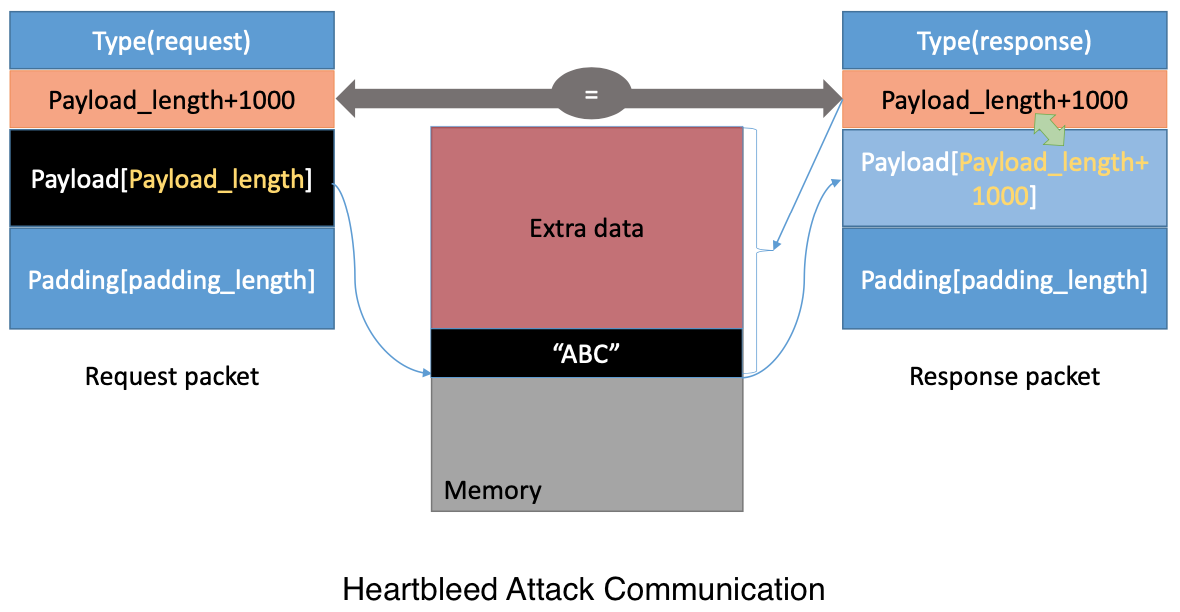 Type(request)
Payload_length+1000
Payload[Payload_length]
Padding[padding_length]
Request packet
=
Extra data
“ABC”
Memory
Type(response)
Payload_length+1000
Payload[Payload_length+
1000]
Padding[padding_length]
Response packet
Heartbleed Attack Communication